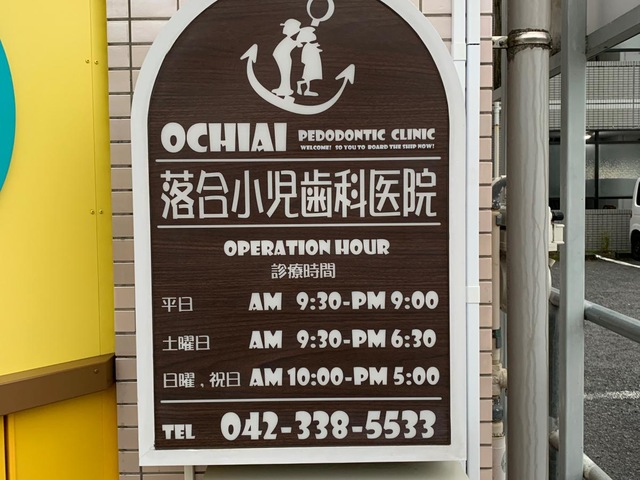 OCHIAI PEDODONTIC CLINIC
WELCOME! SO YOU TO BOARD THE SHIP NOW!
落合小児歯科医院
OPERATION HOUR
診療時間
平日 AM 9:30-PM 9:00
土曜日 AM 9:30-PM 6:30
日曜,祝日 AM 10:00-PM 5:00
TEL 042-338-5533